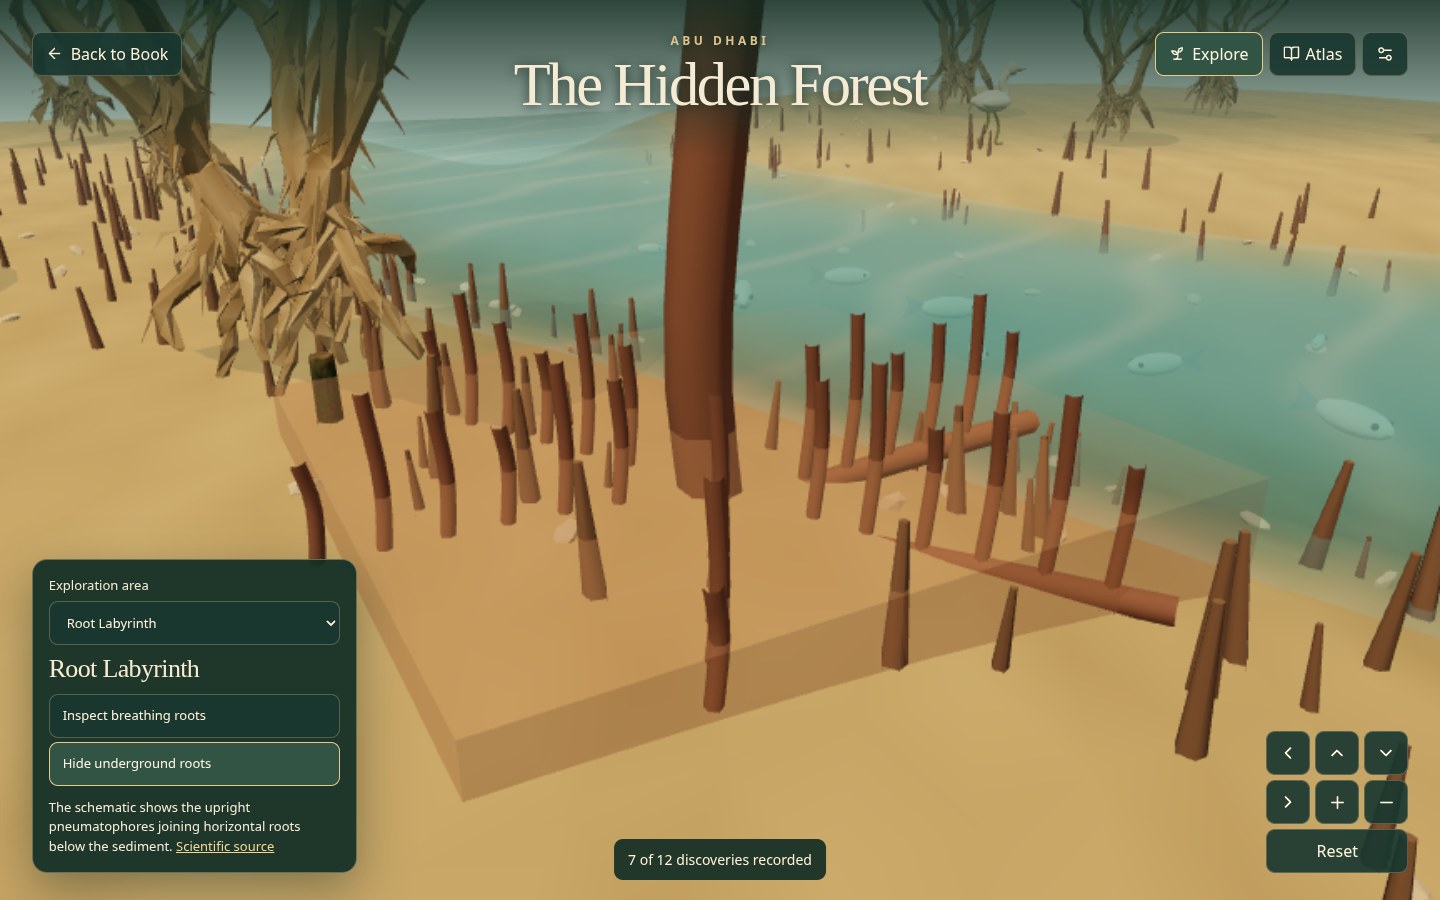 Back to Book
ABU DHABI
The Hidden Forest
Explore
Atlas
Exploration area
Root Labyrinth
Root Labyrinth
Inspect breathing roots
Hide underground roots
The schematic shows the upright
pneumatophores joining horizontal roots
below the sediment. Scientific source
7 of 12 discoveries recorded
Reset